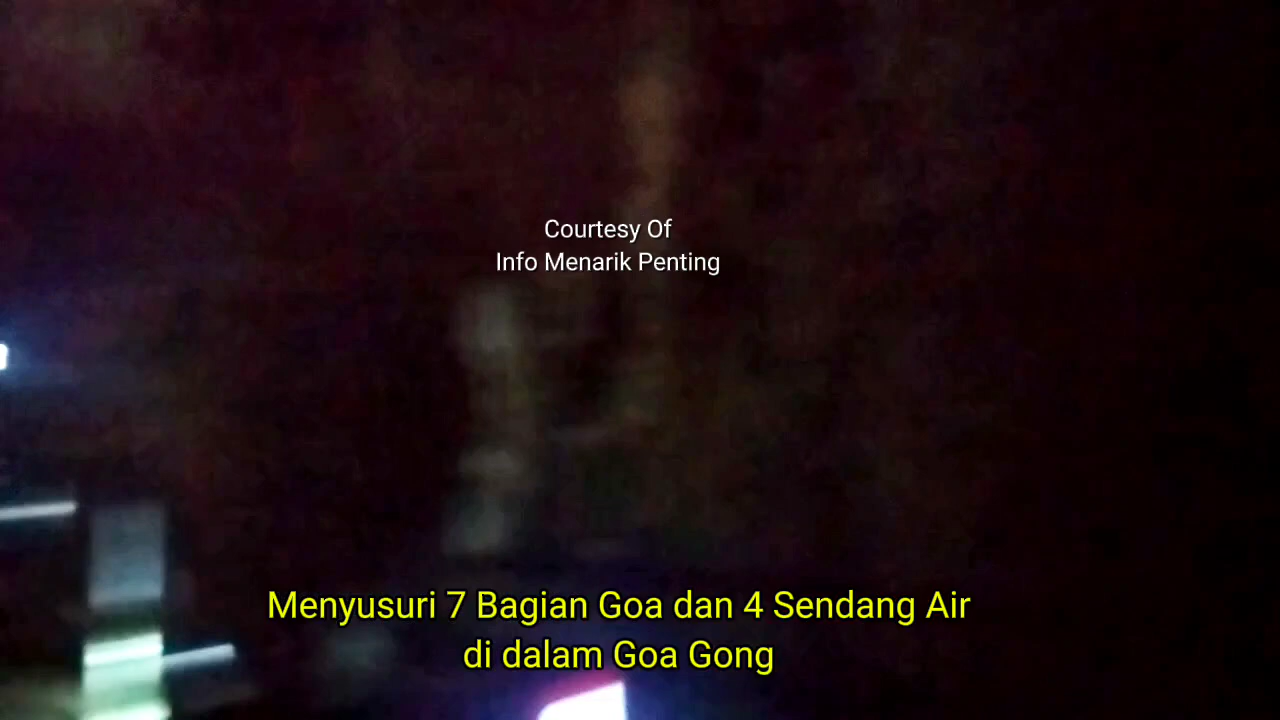 Courtesy Of
Info Menarik Penting
Menyusuri 7 Bagian Goa dan 4 Sendang Air
di dalam Goa Gong